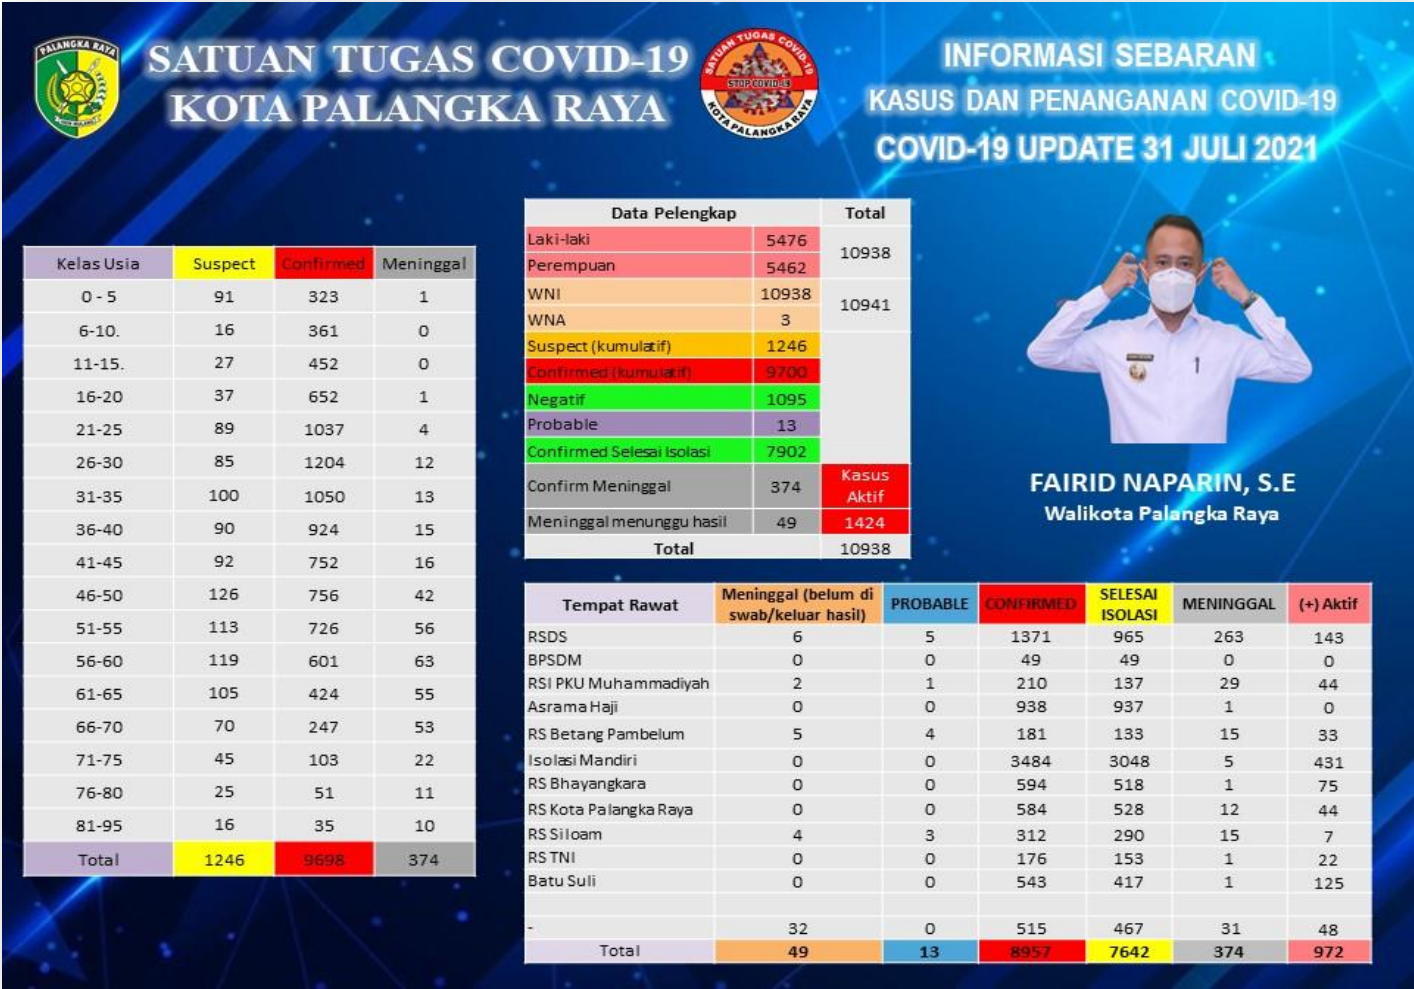 PALANGKA RAYA
SATUAN TUGAS COVID-19
KOTA PALANGKA RAYA
SATUAN TUGAS COVID-19
STOP COVID-19
KOTA PALANGKA RAYA
INFORMASI SEBARAN
KASUS DAN PENANGANAN COVID-19
COVID-19 UPDATE 31 JULI 2021
Kelas Usia Suspect Confirmed Meninggal
0 - 5 91 323 1
6-10. 16 361 0
11-15. 27 452 0
16-20 37 652 1
21-25 89 1037 4
26-30 85 1204 12
31-35 100 1050 13
36-40 90 924 15
41-45 92 752 16
46-50 126 756 42
51-55 113 726 56
56-60 119 601 63
61-65 105 424 55
66-70 70 247 53
71-75 45 103 22
76-80 25 51 11
81-95 16 35 10
Total 1246 9698 374
Data Pelengkap Total
Laki-laki 5476 10938
Perempuan 5462
WNI 10938 10941
WNA 3
Suspect (kumulatif) 1246
Confirmed (kumulatif) 9700
Negatif 1095
Probable 13
Confirmed Selesai Isolasi 7902
Confirm Meninggal 374 Kasus Aktif
Meninggal menunggu hasil 49 1424
Total 10938
FAIRID NAPARIN, S.E
Walikota Palangka Raya
Tempat Rawat Meninggal (belum di swab/keluar hasil) PROBABLE CONFIRMED SELESAI ISOLASI MENINGGAL (+) Aktif
RSDS 6 5 1371 965 263 143
BPSDM 0 0 49 49 0 0
RSI PKU Muhammadiyah 2 1 210 137 29 44
Asrama Haji 0 0 938 937 1 0
RS Betang Pambelum 5 4 181 133 15 33
Isolasi Mandiri 0 0 3484 3048 5 431
RS Bhayangkara 0 0 594 518 1 75
RS Kota Palangka Raya 0 0 584 528 12 44
RS Siloam 4 3 312 290 15 7
RS TNI 0 0 176 153 1 22
Batu Suli 0 0 543 417 1 125
- 32 0 515 467 31 48
Total 49 13 8957 7642 374 972